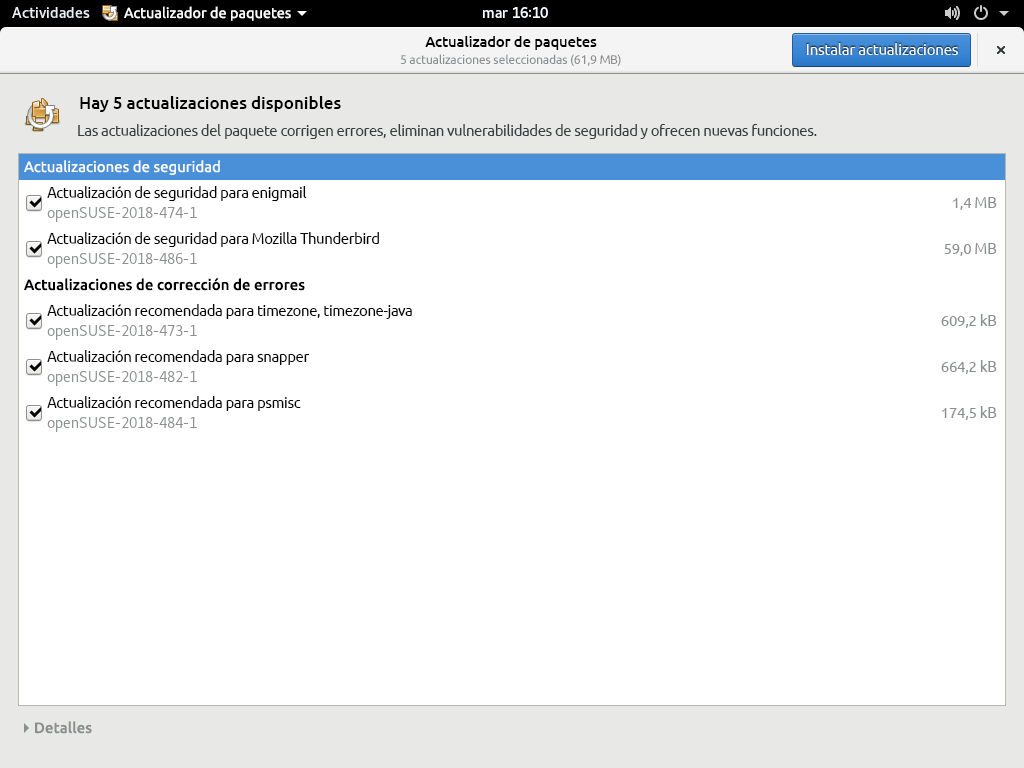 Actividades Actualizador de paquetes mar 16:10
Actualizador de paquetes
5 actualizaciones seleccionadas (61,9 MB)
Instalar actualizaciones
Hay 5 actualizaciones disponibles
Las actualizaciones del paquete corrigen errores, eliminan vulnerabilidades de seguridad y ofrecen nuevas funciones.
Actualizaciones de seguridad
Actualización de seguridad para enigmail
openSUSE-2018-474-1
1,4 MB
Actualización de seguridad para Mozilla Thunderbird
openSUSE-2018-486-1
59,0 MB
Actualizaciones de corrección de errores
Actualización recomendada para timezone, timezone-java
openSUSE-2018-473-1
609,2 kB
Actualización recomendada para snapper
openSUSE-2018-482-1
664,2 kB
Actualización recomendada para psmisc
openSUSE-2018-484-1
174,5 kB
Detalles